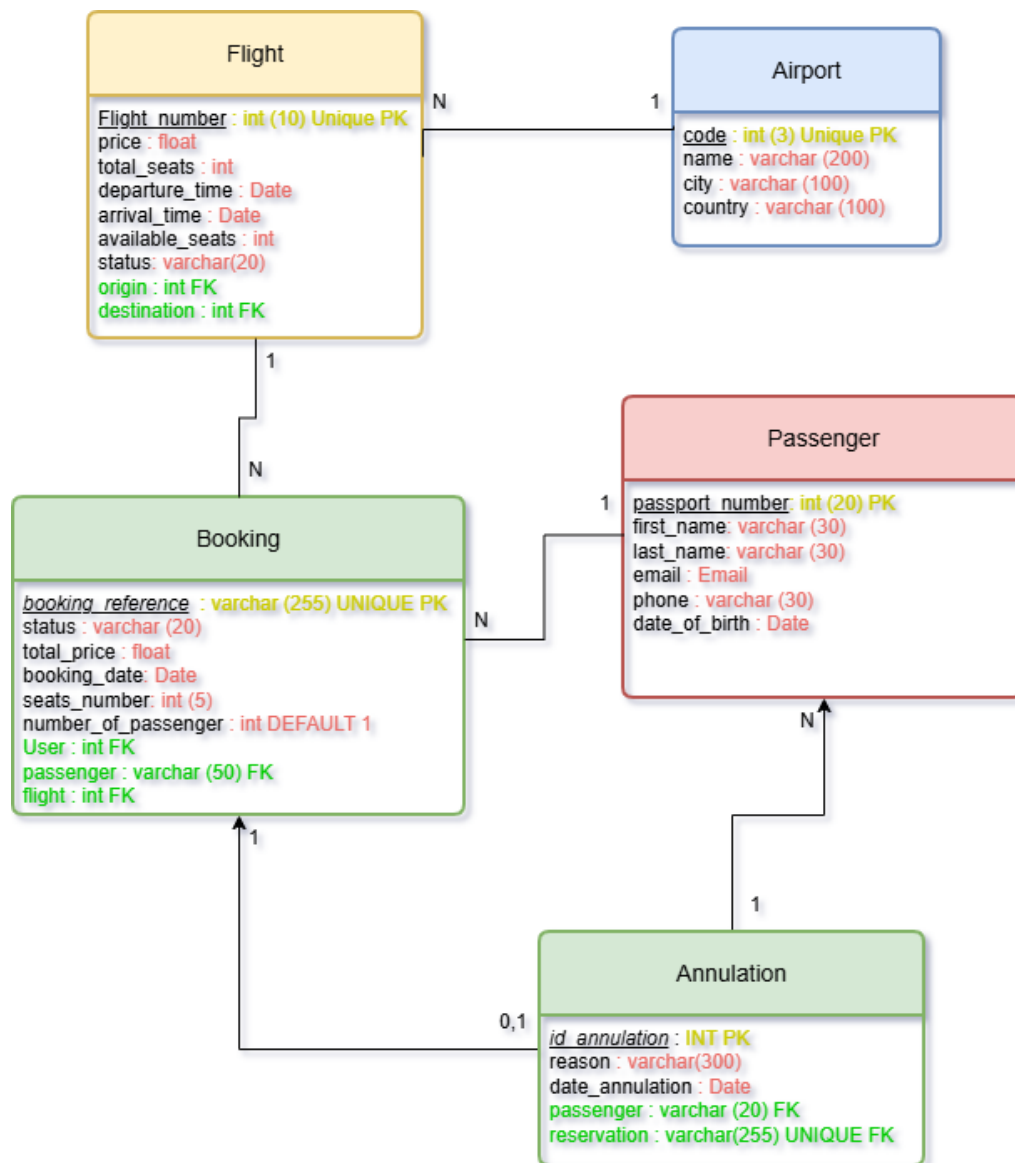 Flight
Flight_number : int (10) Unique PK
price : float
total_seats : int
departure_time : Date
arrival_time : Date
available_seats : int
status: varchar(20)
origin : int FK
destination : int FK
N
1
Airport
code : int (3) Unique PK
name : varchar (200)
city : varchar (100)
country : varchar (100)
1
N
Passenger
passport_number: int (20) PK
first_name: varchar (30)
last_name: varchar (30)
email : Email
phone : varchar (30)
date_of_birth : Date
1
N
Booking
booking_reference : varchar (255) UNIQUE PK
status : varchar (20)
total_price : float
booking_date: Date
seats_number: int (5)
number_of_passenger : int DEFAULT 1
User : int FK
passenger : varchar (50) FK
flight : int FK
N
1
1
0,1
Annulation
id_annulation : INT PK
reason : varchar(300)
date_annulation : Date
passenger : varchar (20) FK
reservation : varchar(255) UNIQUE FK